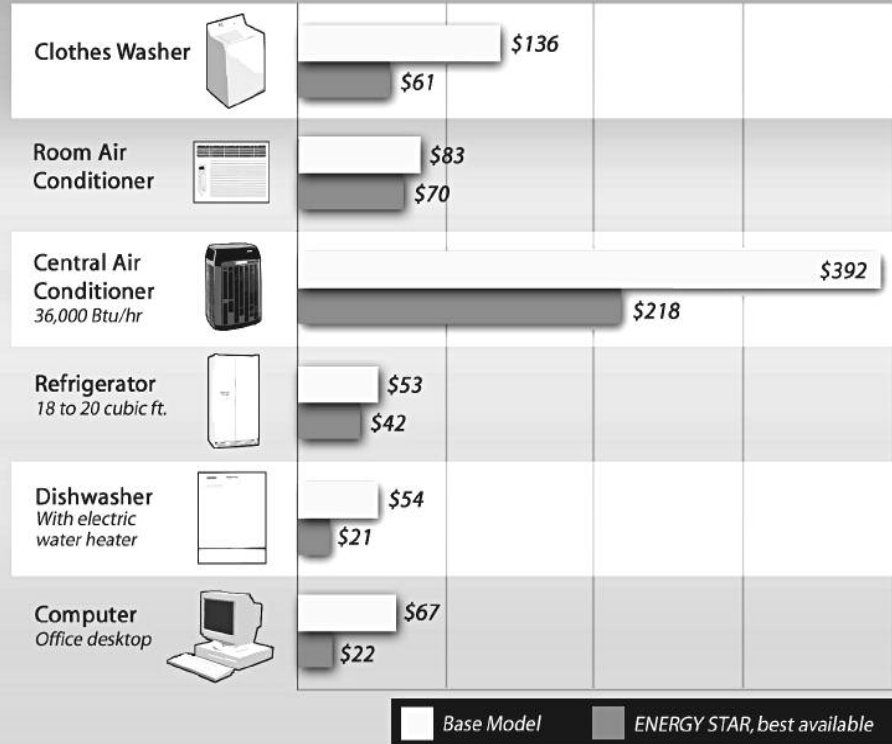 Clothes Washer
$136
$61
Room Air
Conditioner
$83
$70
Central Air
Conditioner
36,000 Btu/hr
$392
$218
Refrigerator
18 to 20 cubic ft.
$53
$42
Dishwasher
With electric
water heater
$54
$21
Computer
Office desktop
$67
$22
Base Model
ENERGY STAR, best available